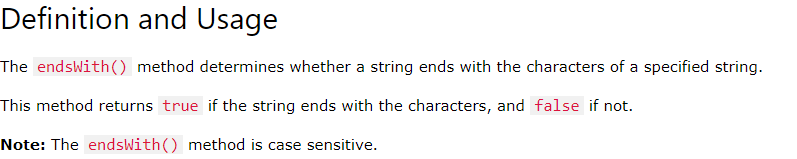 Definition and Usage
The endsWith() method determines whether a string ends with the characters of a specified string.
This method returns true if the string ends with the characters, and false if not.
Note: The endsWith() method is case sensitive.